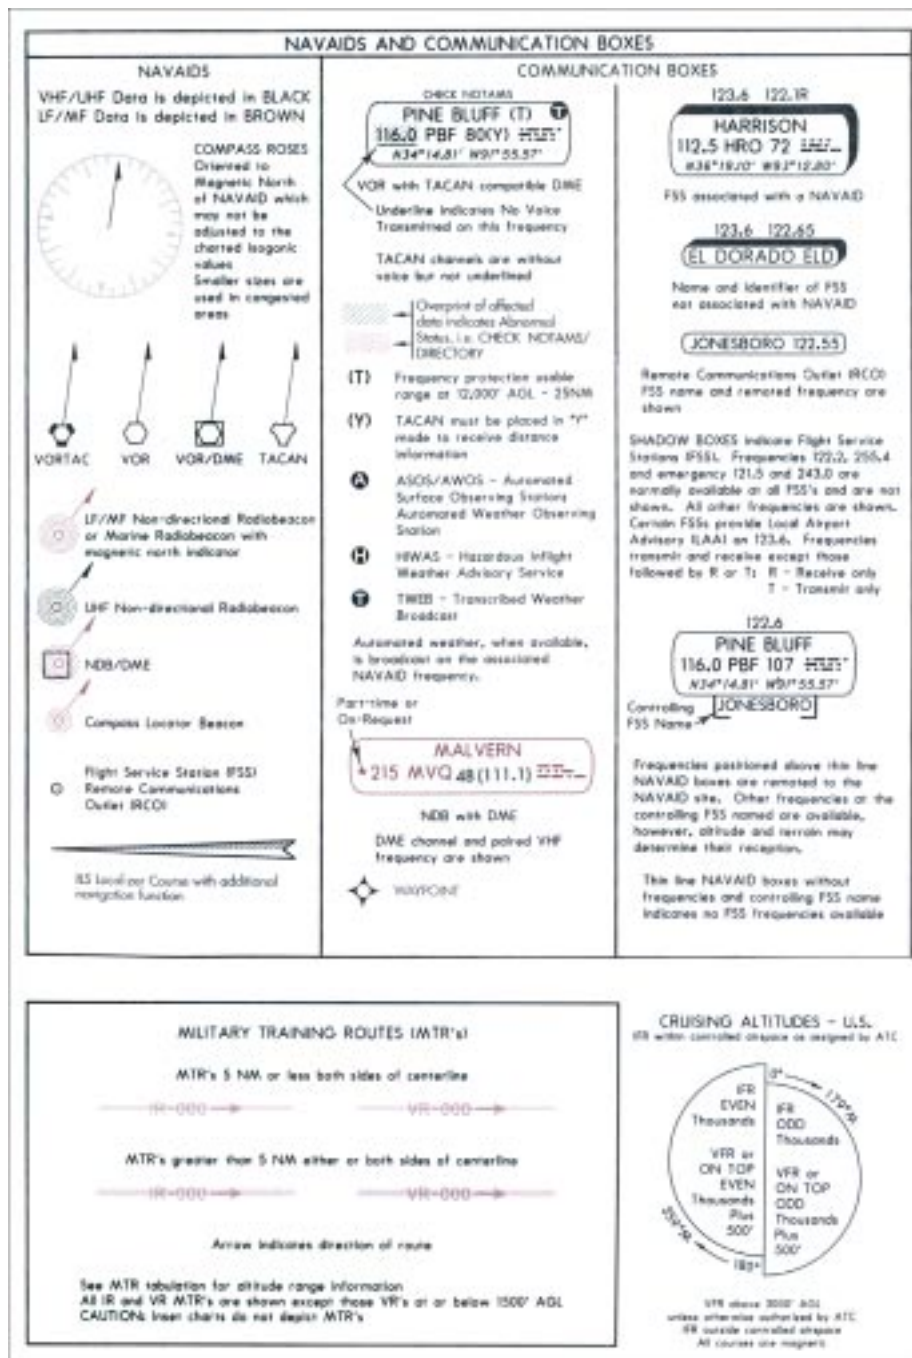 NAVAIDS AND COMMUNICATION BOXES
NAVAIDS
VHF/UHF Data is depicted in BLACK
LF/MF Data is depicted in BROWN
COMPASS ROSES
Oriented to
Magnetic North
of NAVAID which
may not be
adjusted to the
charted isogonic
values
Smaller sizes are
used in congested
areas
VORTAC VOR VOR/DME TACAN
LF/MF Non-directional Radiobeacon
or Marine Radiobeacon with
magnetic north indicator
UHF Non-directional Radiobeacon
NDB/DME
Compass Locator Beacon
Flight Service Station (FSS)
Remote Communications
Outlet (RCO)
ILS Localizer Course with additional
navigation function
COMMUNICATION BOXES
CHECK NOTAMS
PINE BLUFF (T) T
116.0 PBF 80(Y)
N34°14.81' W91°55.57'
VOR with TACAN compatible DME
Underline indicates No Voice
Transmitted on this frequency
TACAN channels are without
voice but not underlined
Overprint of affected
data indicates Abnormal
Status, i.e. CHECK NOTAMS/
DIRECTORY
(T) Frequency protection usable
range at 12,000' AGL - 25NM
(Y) TACAN must be placed in "Y"
mode to receive distance
information
A ASOS/AWOS - Automated
Surface Observing Stations
Automated Weather Observing
Station
H HIWAS - Hazardous Inflight
Weather Advisory Service
T TWEB - Transcribed Weather
Broadcast
Automated weather, when available,
is broadcast on the associated
NAVAID frequency.
Part-time or
On-Request
MALVERN
* 215 MVQ 48 (111.1)
NDB with DME
DME channel and paired VHF
frequency are shown
WAYPOINT
123.6 122.1R
HARRISON
112.5 HRO 72
N36°19.10' W93°12.80'
FSS associated with a NAVAID
123.6 122.65
EL DORADO ELD
Name and identifier of FSS
not associated with NAVAID
JONESBORO 122.55
Remote Communications Outlet (RCO)
FSS name and remoted frequency are
shown
SHADOW BOXES indicate Flight Service
Stations (FSS). Frequencies 122.2, 255.4
and emergency 121.5 and 243.0 are
normally available at all FSS's and are not
shown. All other frequencies are shown.
Certain FSSs provide Local Airport
Advisory (LAA) on 123.6. Frequencies
transmit and receive except those
followed by R or T: R - Receive only
T - Transmit only
122.6
PINE BLUFF
116.0 PBF 107
N34°14.81' W91°55.57'
Controlling
FSS Name
JONESBORO
Frequencies positioned above thin line
NAVAID boxes are remoted to the
NAVAID site. Other frequencies at the
controlling FSS named are available,
however, altitude and terrain may
determine their reception.
Thin line NAVAID boxes without
frequencies and controlling FSS name
indicates no FSS frequencies available
MILITARY TRAINING ROUTES (MTR's)
MTR's 5 NM or less both sides of centerline
IR-000 VR-000
MTR's greater than 5 NM either or both sides of centerline
IR-000 VR-000
Arrow indicates direction of route
See MTR tabulation for altitude range information
All IR and VR MTR's are shown except those VR's at or below 1500' AGL
CAUTION: Inset charts do not depict MTR's
CRUISING ALTITUDES - U.S.
IFR within controlled airspace as assigned by ATC
0°
179°M
IFR
EVEN
Thousands
VFR or
ON TOP
EVEN
Thousands
Plus
500'
IFR
ODD
Thousands
VFR or
ON TOP
ODD
Thousands
Plus
500'
359°M
180°
VFR above 3000' AGL
unless otherwise authorized by ATC
IFR outside controlled airspace
All courses are magnetic